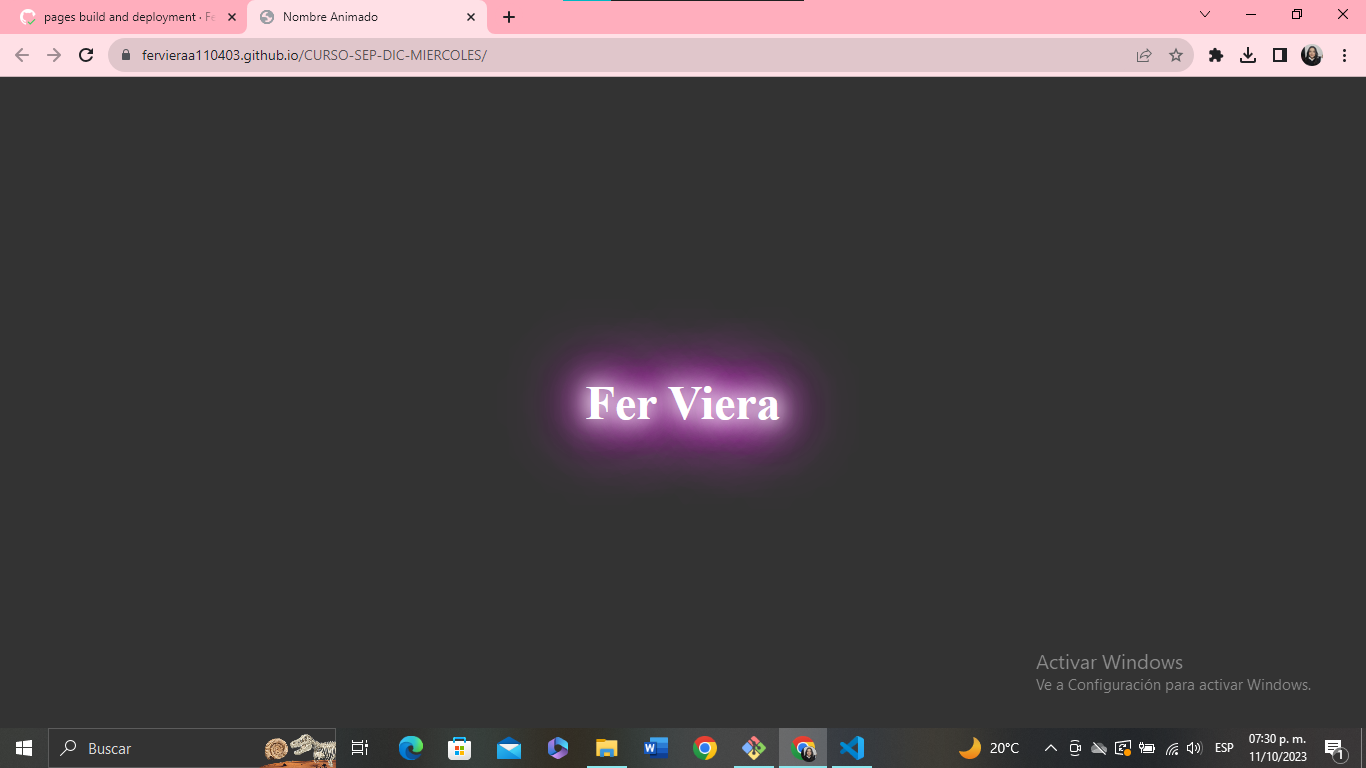 pages build and deployment · Fe
Nombre Animado
fervieraa110403.github.io/CURSO-SEP-DIC-MIERCOLES/
Fer Viera
Activar Windows
Ve a Configuración para activar Windows.
Buscar
20°C
ESP
07:30 p. m.
11/10/2023
1